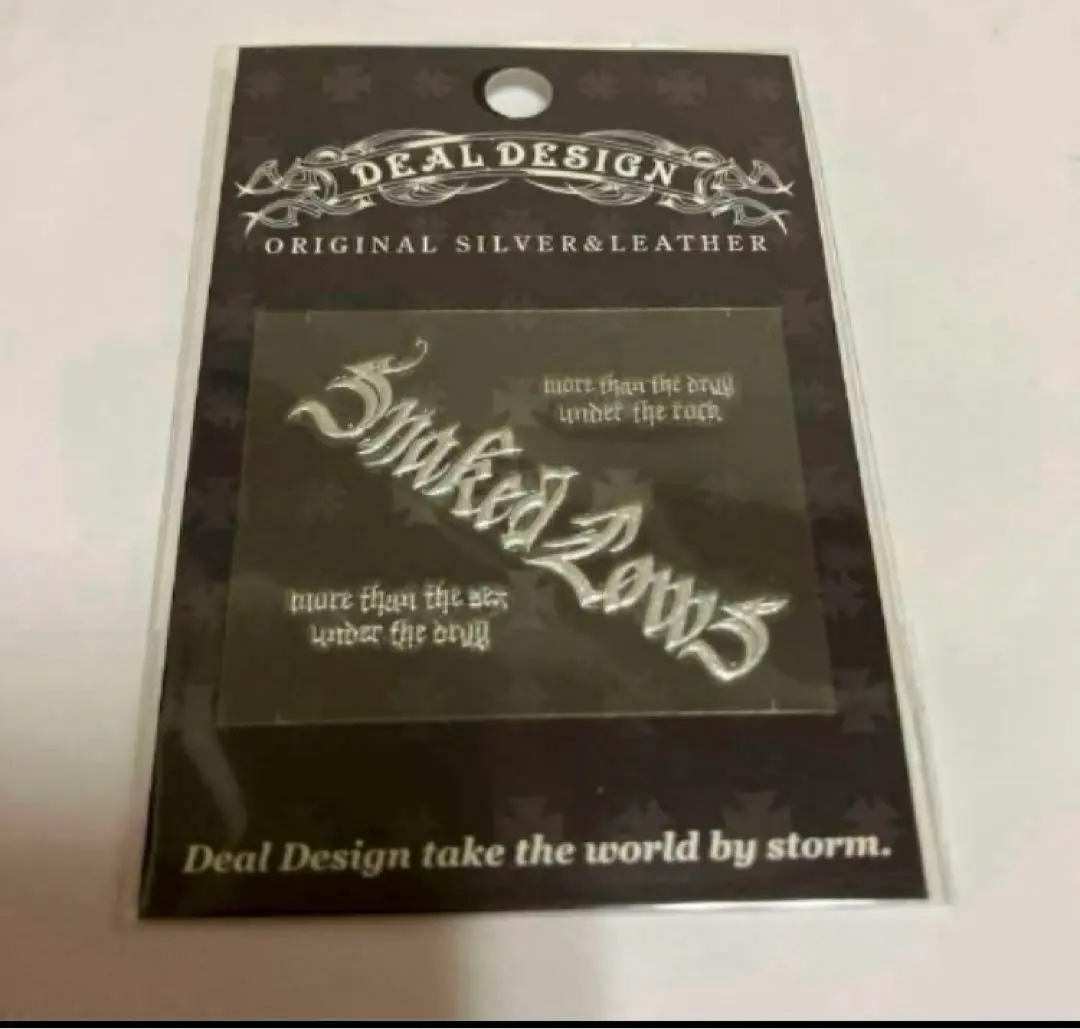 DEAL DESIGN
ORIGINAL SILVER&LEATHER
more than the drug
under the rock
Snaked Lows
more than the sex
under the drug
Deal Design take the world by storm.